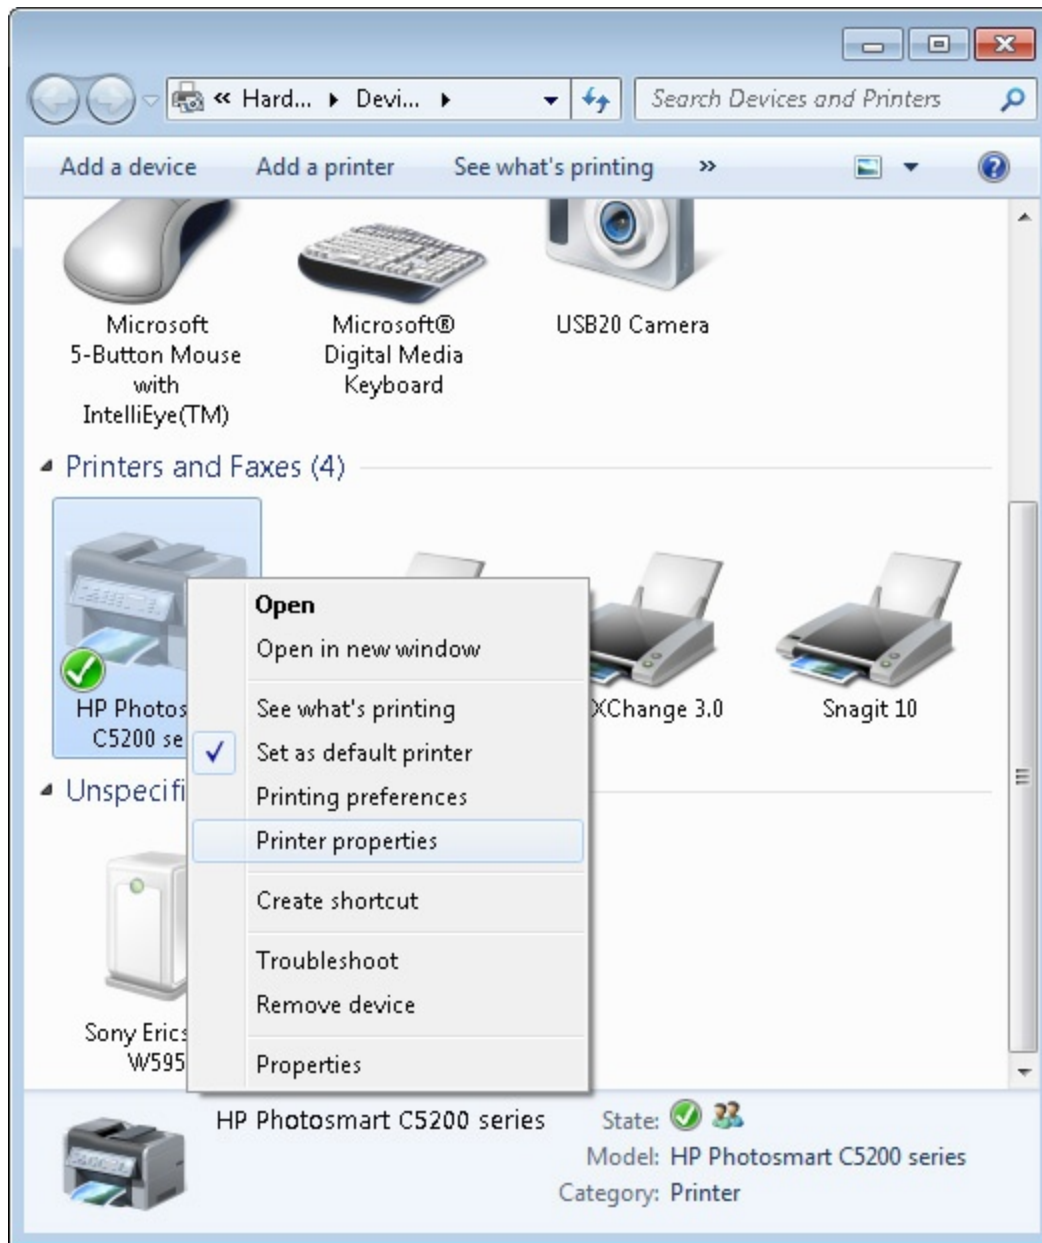 Hard... Devi...
Search Devices and Printers
Add a device Add a printer See what's printing »
Microsoft
5-Button Mouse
with
IntelliEye(TM)
Microsoft®
Digital Media
Keyboard
USB20 Camera
Printers and Faxes (4)
HP Photos
C5200 se
XChange 3.0
Snagit 10
Open
Open in new window
See what's printing
Set as default printer
Printing preferences
Printer properties
Create shortcut
Troubleshoot
Remove device
Properties
Unspecifi
Sony Erics
W595
HP Photosmart C5200 series
State:
Model: HP Photosmart C5200 series
Category: Printer